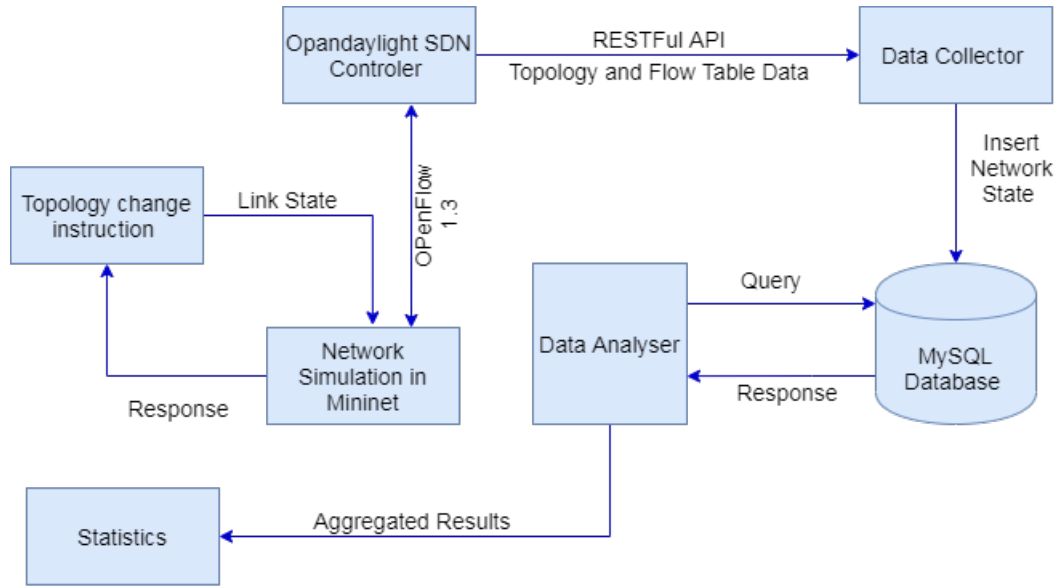 Opandaylight SDN
Controler
RESTFul API
Topology and Flow Table Data
Data Collector
Insert
Network
State
Topology change
instruction
Link State
OPenFlow
1.3
Network
Simulation in
Mininet
Response
Data Analyser
Query
Response
MySQL
Database
Aggregated Results
Statistics